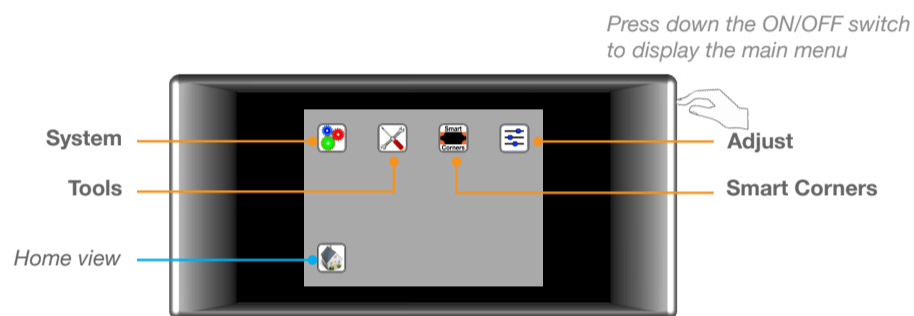 Press down the ON/OFF switch
to display the main menu
System
Smart
Corners
Adjust
Tools
Smart Corners
Home view